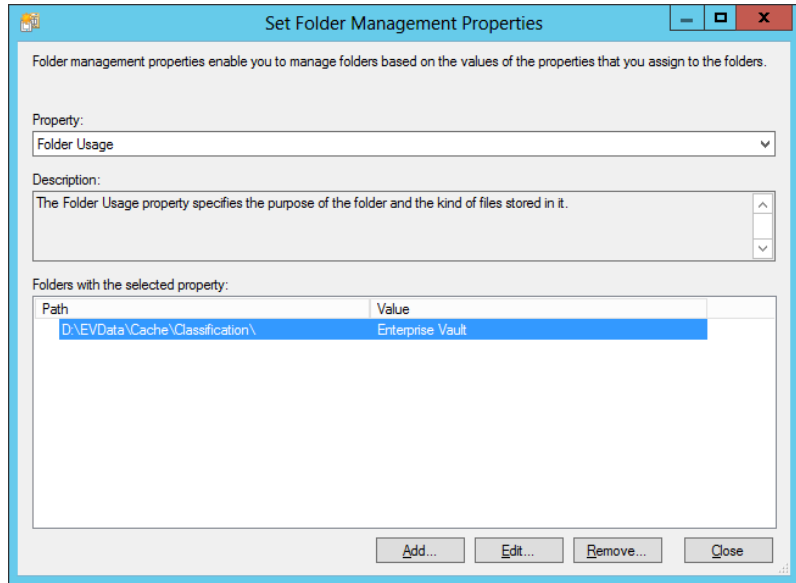 Set Folder Management Properties
Folder management properties enable you to manage folders based on the values of the properties that you assign to the folders.
Property:
Folder Usage
Description:
The Folder Usage property specifies the purpose of the folder and the kind of files stored in it.
Folders with the selected property:
Path Value
D:\EVData\Cache\Classification\ Enterprise Vault
Add... Edit... Remove... Close